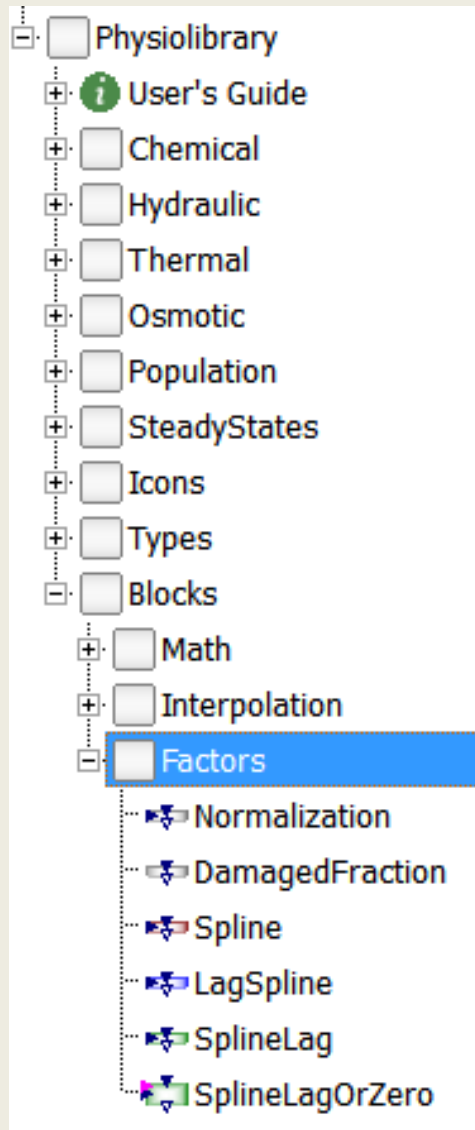 Physiolibrary
User's Guide
Chemical
Hydraulic
Thermal
Osmotic
Population
SteadyStates
Icons
Types
Blocks
Math
Interpolation
Factors
Normalization
DamagedFraction
Spline
LagSpline
SplineLag
SplineLagOrZero